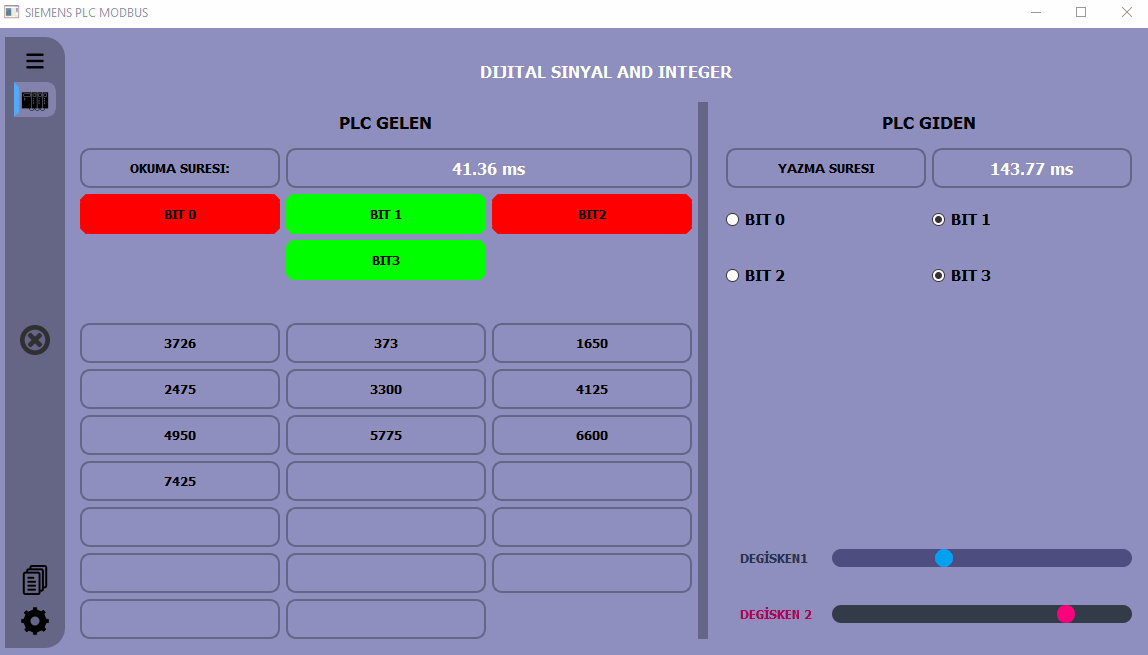 SIEMENS PLC MODBUS
DIJITAL SINYAL AND INTEGER
PLC GELEN
OKUMA SURESI: 41.36 ms
BIT 0 BIT 1 BIT2
BIT3
3726 373 1650
2475 3300 4125
4950 5775 6600
7425
PLC GIDEN
YAZMA SURESI 143.77 ms
BIT 0 BIT 1
BIT 2 BIT 3
DEGİSKEN1
DEGİSKEN 2